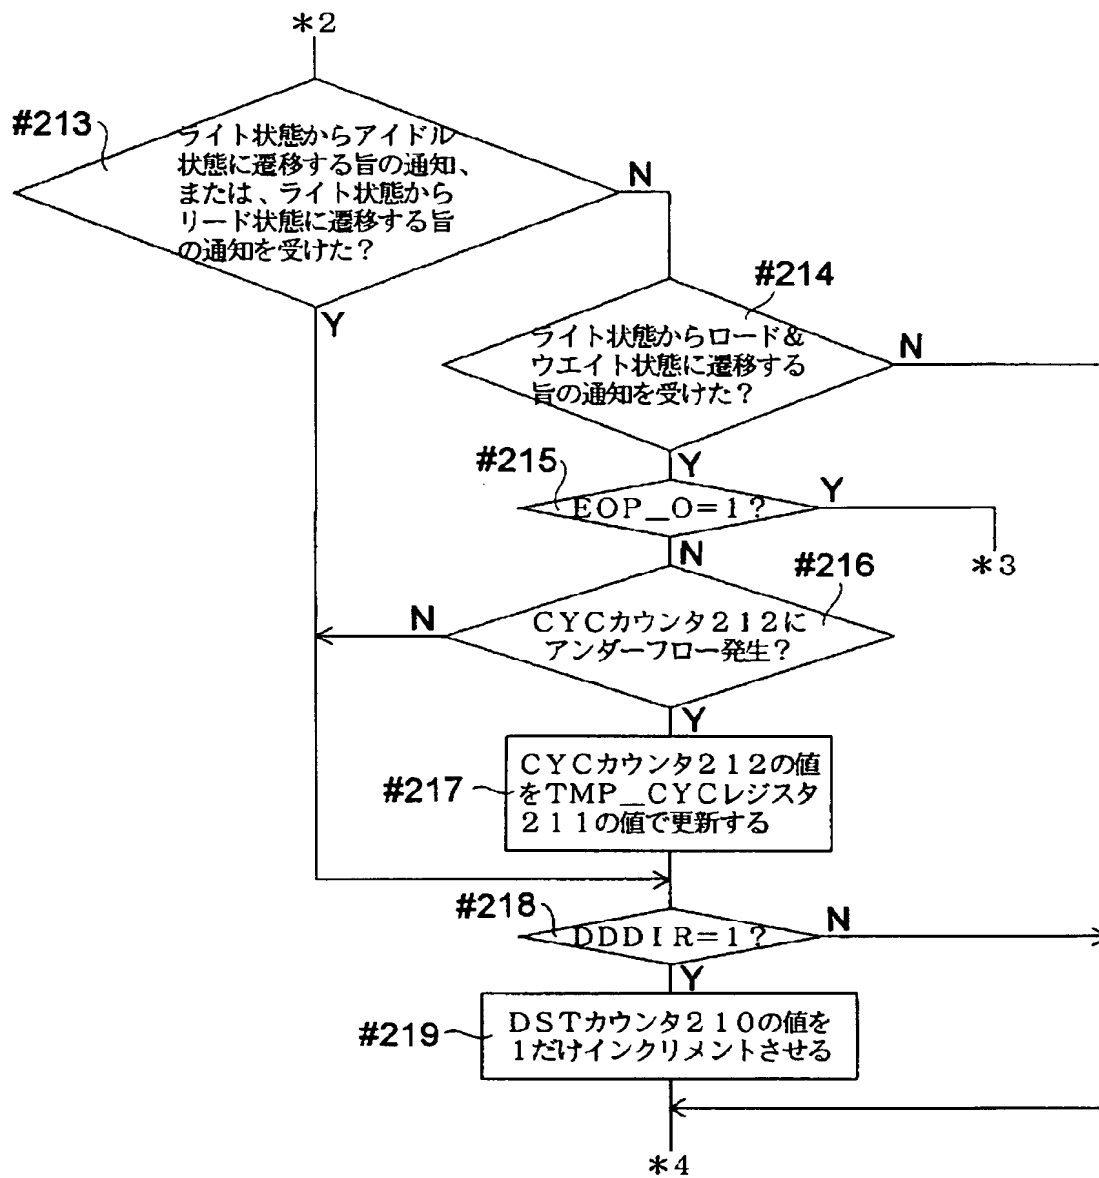 ＊2
#213
ライト状態からアイドル
状態に遷移する旨の通知、
または、ライト状態から
リード状態に遷移する旨
の通知を受けた？
N
Y
#214
ライト状態からロード＆
ウエイト状態に遷移する
旨の通知を受けた？
N
Y
#215
ＥＯＰ＿Ｏ＝１？
Y
N
＊3
#216
ＣＹＣカウンタ２１２に
アンダーフロー発生？
N
Y
#217
ＣＹＣカウンタ２１２の値
をＴＭＰ＿ＣＹＣレジスタ
２１１の値で更新する
#218
ＤＤＤＩＲ＝１？
N
Y
#219
ＤＳＴカウンタ２１０の値を
１だけインクリメントさせる
＊4